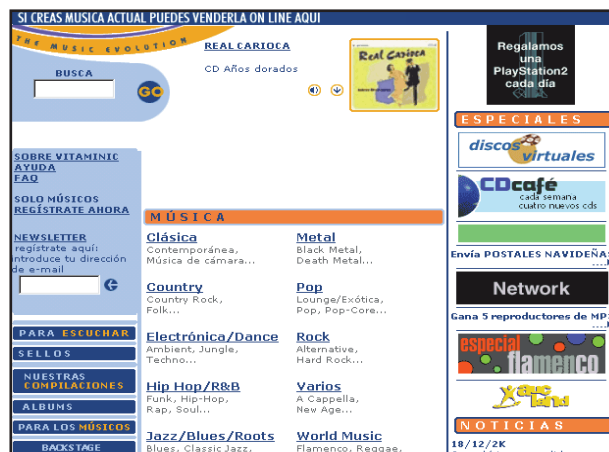 SI CREAS MUSICA ACTUAL PUEDES VENDERLA ON LINE AQUI
THE MUSIC EVOLUTION
BUSCA
GO
REAL CARIOCA
CD Años dorados
Real Carioca
Regalamos
una
PlayStation2
cada día
SOBRE VITAMINIC
AYUDA
FAQ
SOLO MÚSICOS
REGÍSTRATE AHORA
NEWSLETTER
regístrate aquí:
introduce tu dirección
de e-mail
PARA ESCUCHAR
SELLOS
NUESTRAS
COMPILACIONES
ALBUMS
PARA LOS MÚSICOS
BACKSTAGE
MÚSICA
Clásica
Contemporánea,
Música de cámara...
Country
Country Rock,
Folk...
Electrónica/Dance
Ambient, Jungle,
Techno...
Hip Hop/R&B
Funk, Hip-Hop,
Rap, Soul...
Jazz/Blues/Roots
Blues, Classic Jazz,
Metal
Black Metal,
Death Metal...
Pop
Lounge/Exótica,
Pop, Pop-Core...
Rock
Alternative,
Hard Rock...
Varios
A Cappella,
New Age...
World Music
Flamenco, Reggae,
ESPECIALES
discos
virtuales
CDcafé
cada semana
cuatro nuevos cds
Envía POSTALES NAVIDEÑAS
Network
Gana 5 reproductores de MP
especial
flamenco
NOTICIAS
18/12/2K